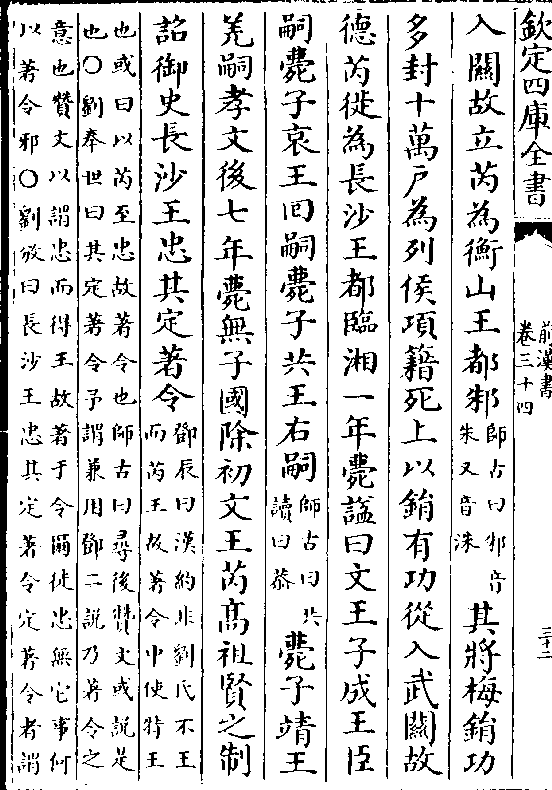 欽定四庫全書
前漢書
卷三十四
三十二
入關故立芮為衡山王都邾師古曰邾音朱又音洙其將梅鋗功
多封十萬戶為列侯項籍死上以鋗有功從入武關故
德芮徙為長沙王都臨湘一年薨諡曰文王子成王臣
嗣薨子哀王回嗣薨子共王右嗣師古曰共讀曰恭薨子靖王
羌嗣孝文後七年薨無子國除初文王芮高祖賢之制
詔御史長沙王忠其定著令鄧辰曰漢約非劉氏不王而芮王故著令中使特王
也或曰以芮至忠故著令也師古曰尋後贊文或說是
也〇劉奉世曰其定著令予謂兼用鄧二說乃著令之
意也贊文以謂忠而得王故著于令爾徒忠無它事何
以著令邪〇劉攽曰長沙王忠其定著令定著令者謂